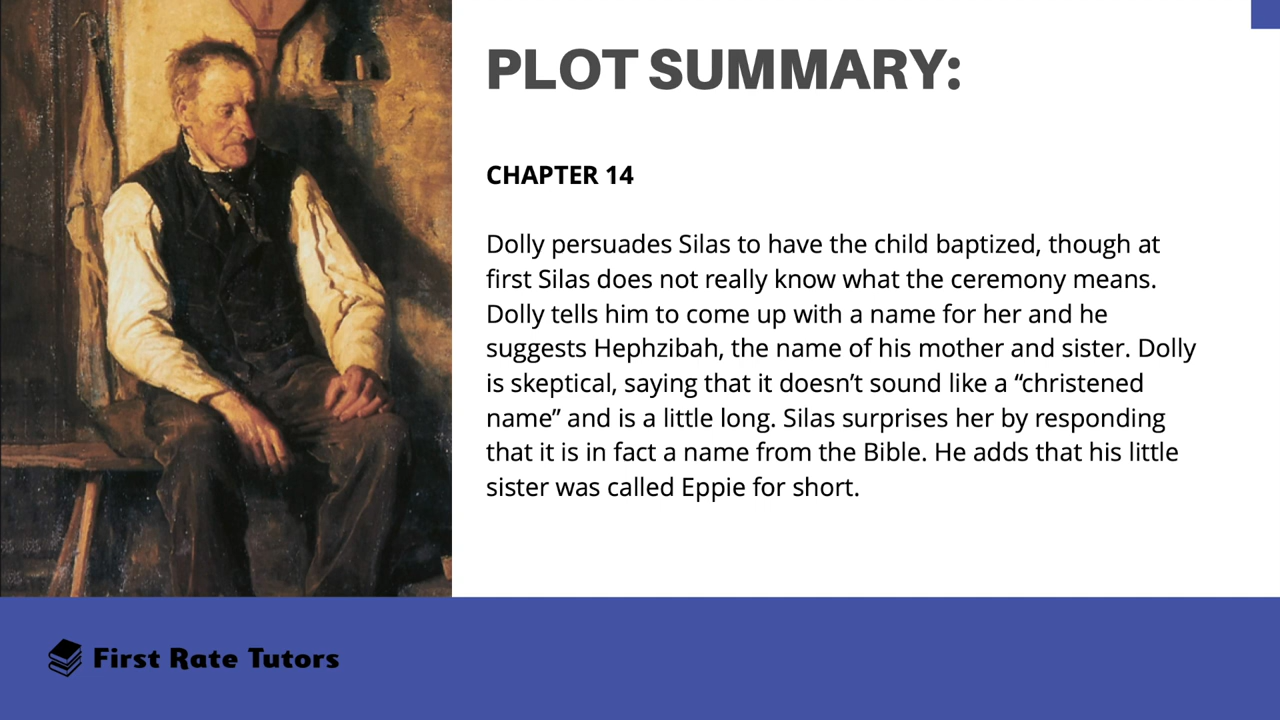 PLOT SUMMARY:
CHAPTER 14
Dolly persuades Silas to have the child baptized, though at
first Silas does not really know what the ceremony means.
Dolly tells him to come up with a name for her and he
suggests Hephzibah, the name of his mother and sister. Dolly
is skeptical, saying that it doesn’t sound like a “christened
name” and is a little long. Silas surprises her by responding
that it is in fact a name from the Bible. He adds that his little
sister was called Eppie for short.
First Rate Tutors